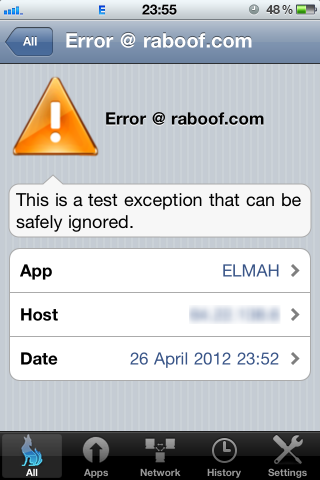 E 23:55 48%
All Error @ raboof.com
Error @ raboof.com
This is a test exception that can be
safely ignored.
App ELMAH
Host
Date 26 April 2012 23:52
All Apps Network History Settings